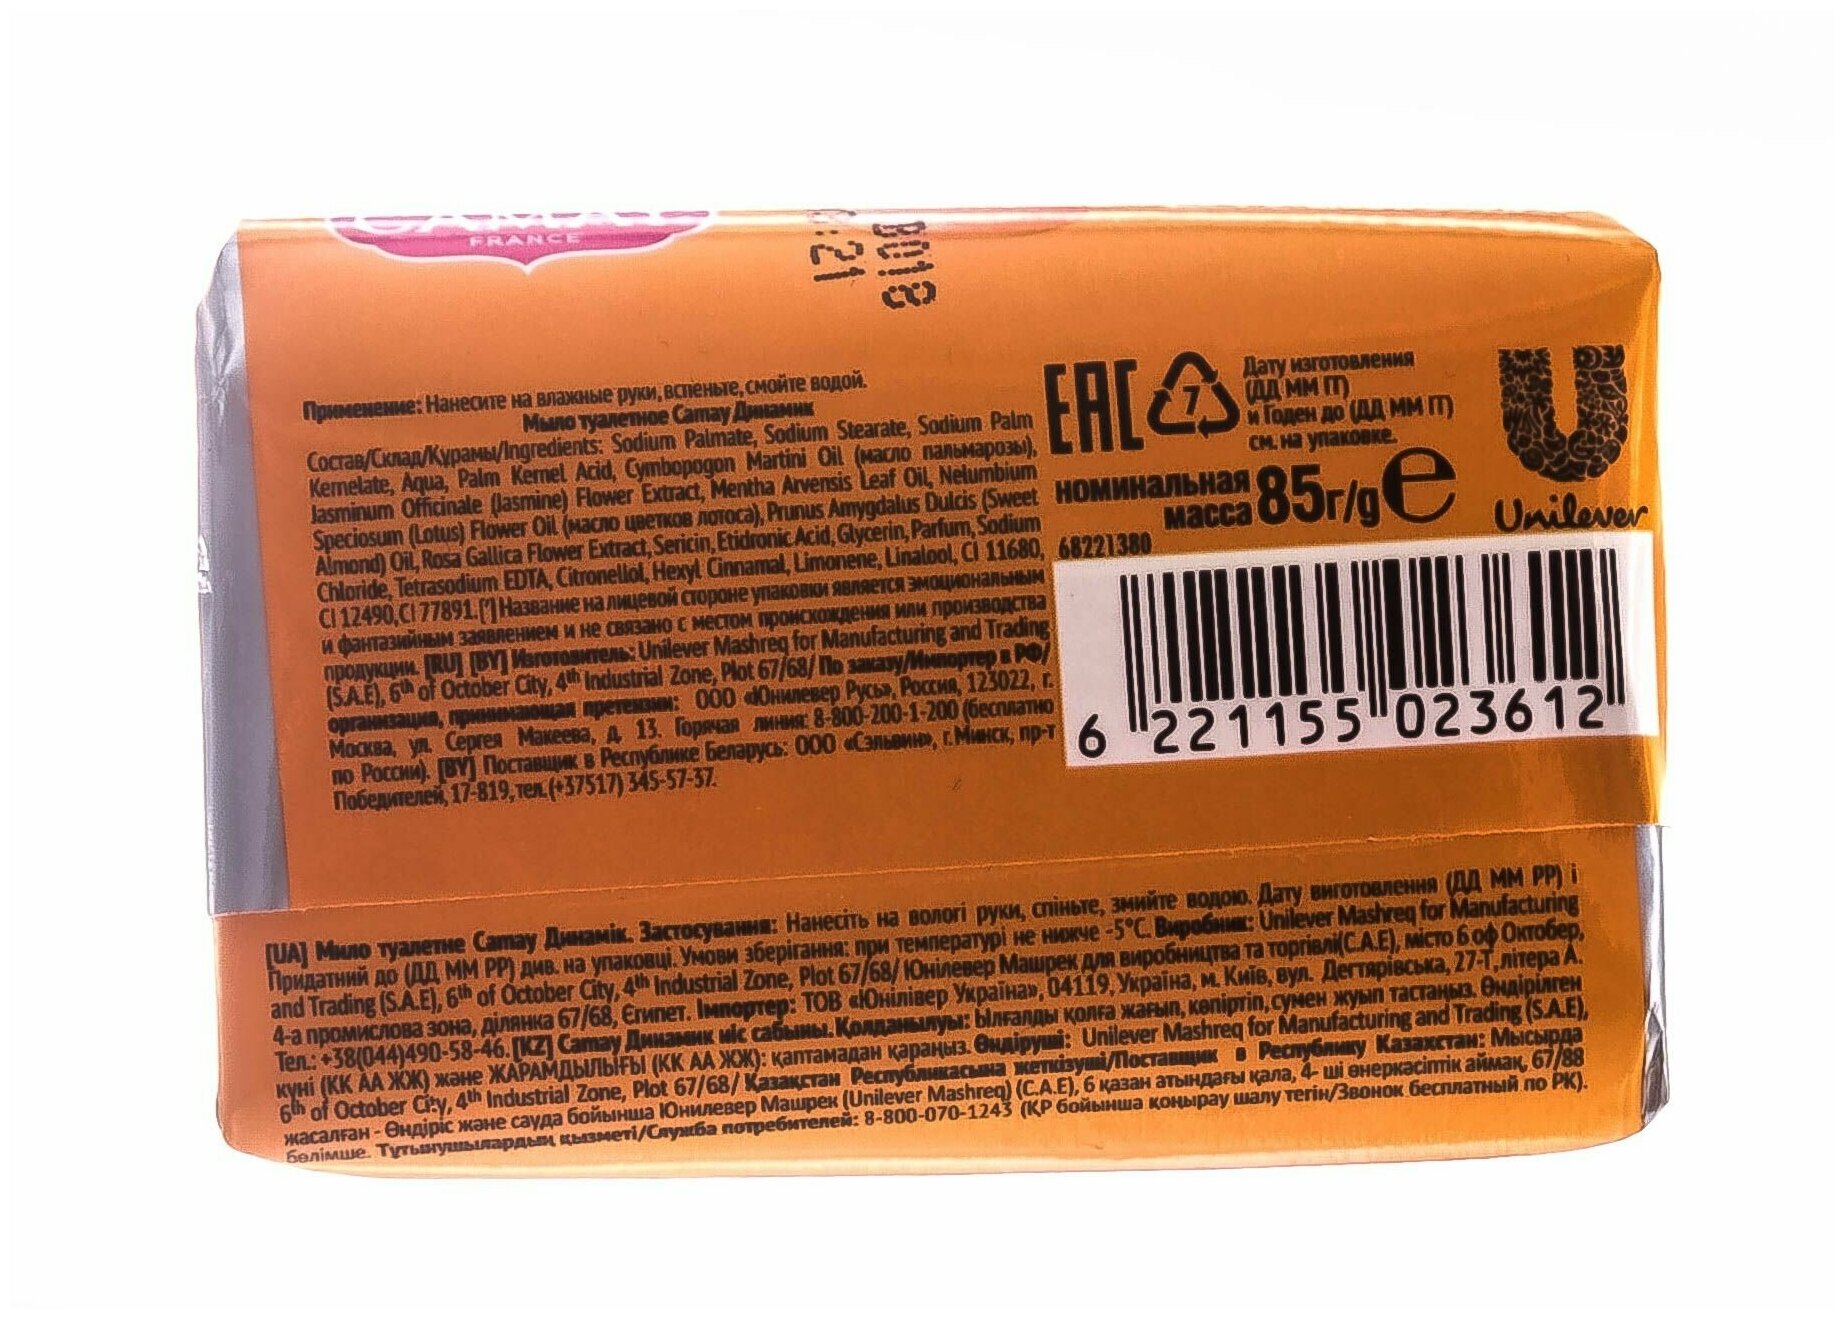 CAMAY
FRANCE
Применение: Нанесите на влажные руки, вспеньте, смойте водой.
Мыло туалетное Camay Динамик
Состав/Склад/Құрамы/Ingredients: Sodium Palmate, Sodium Stearate, Sodium Palm
Kernelate, Aqua, Palm Kernel Acid, Cymbopogon Martini Oil (масло пальмарозы),
Jasminum Officinale (Jasmine) Flower Extract, Mentha Arvensis Leaf Oil, Nelumbium
Speciosum (Lotus) Flower Oil (масло цветков лотоса), Prunus Amygdalus Dulcis (Sweet
Almond) Oil, Rosa Gallica Flower Extract, Sericin, Etidronic Acid, Glycerin, Parfum, Sodium
Chloride, Tetrasodium EDTA, Citronellol, Hexyl Cinnamal, Limonene, Linalool, CI 11680,
CI 12490, CI 77891. [*] Название на лицевой стороне упаковки является эмоциональным
и фантазийным заявлением и не связано с местом происхождения или производства
продукции. [RU] [BY] Изготовитель: Unilever Mashreq for Manufacturing and Trading
(S.A.E), 6th of October City, 4th Industrial Zone, Plot 67/68/ По заказу/Импортер в РФ/
организация, принимающая претензии: ООО «Юнилевер Русь», Россия, 123022, г.
Москва, ул. Сергея Макеева, д. 13. Горячая линия: 8-800-200-1-200 (бесплатно
по России). [BY] Поставщик в Республике Беларусь: ООО «Сэльвин», г.Минск, пр-т
Победителей, 17-819, тел. (+37517) 345-57-37.
EAC
7
Дату изготовления
(ДД ММ ГГ)
и Годен до (ДД ММ ГГ)
см. на упаковке.
номинальная
масса 85г/g e
Unilever
68221380
6 221155 023612
[UA] Мило туалетне Camay Динамік. Застосування: Нанесіть на вологі руки, спіньте, змийте водою. Дату виготовлення (ДД ММ РР) і
Придатний до (ДД ММ РР) див. на упаковці. Умови зберігання: при температурі не нижче -5°C. Виробник: Unilever Mashreq for Manufacturing
and Trading (S.A.E), 6th of October City, 4th Industrial Zone, Plot 67/68/ Юнілевер Машрек для виробництва та торгівлі(С.А.Е), місто 6 оф Октобер,
4-а промислова зона, ділянка 67/68, Єгипет. Імпортер: ТОВ «Юнілівер Україна», 04119, Україна, м. Київ, вул. Дегтярівська, 27-Т, літера А.
Тел.: +38(044)490-58-46. [KZ] Camay Динамик иіс сабыны. Қолданылуы: Ылғалды қолға жағып, көпіртіп, сумен жуып тастаңыз. Өндірілген
күні (КК АА ЖЖ) және ЖАРАМДЫЛЫҒЫ (КК АА ЖЖ): қаптамадан қараңыз. Өндіруші: Unilever Mashreq for Manufacturing and Trading (S.A.E),
6th of October City, 4th Industrial Zone, Plot 67/68/ Қазақстан Республикасына жеткізуші/Поставщик в Республику Казахстан: Мысырда
жасалған - Өндіріс және сауда бойынша Юнилевер Машрек (Unilever Mashreq) (С.А.Е), 6 қазан атындағы қала, 4- ші өнеркәсіптік аймақ, 67/88
бөлімше. Тұтынушылардың қызметі/Служба потребителей: 8-800-070-1243 (ҚР бойынша қоңырау шалу тегін/Звонок бесплатный по РК).